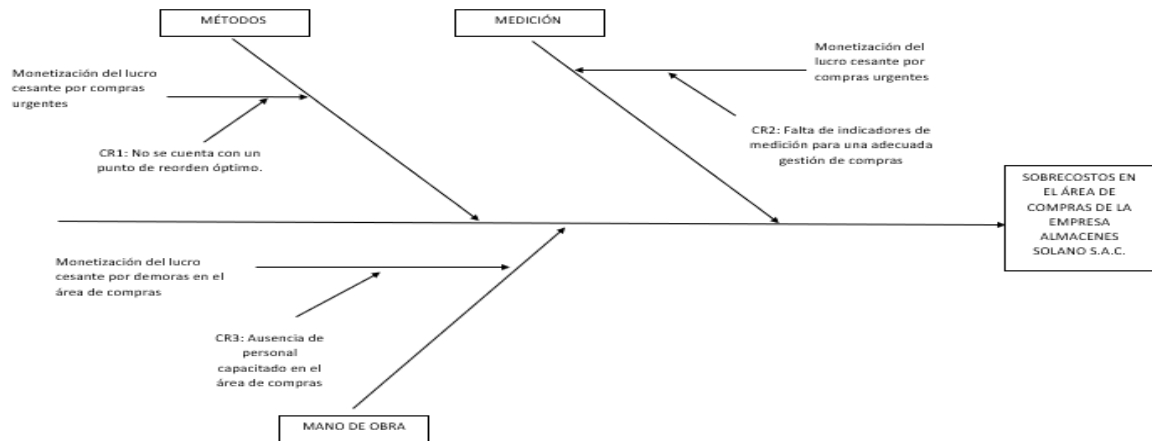 MÉTODOS
MEDICIÓN
Monetización del lucro
cesante por compras
urgentes
CR1: No se cuenta con un
punto de reorden óptimo.
Monetización del
lucro cesante por
compras urgentes
CR2: Falta de indicadores de
medición para una adecuada
gestión de compras
SOBRECOSTOS EN
EL ÁREA DE
COMPRAS DE LA
EMPRESA
ALMACENES
SOLANO S.A.C.
Monetización del lucro
cesante por demoras en el
área de compras
CR3: Ausencia de
personal
capacitado en el
área de compras
MANO DE OBRA